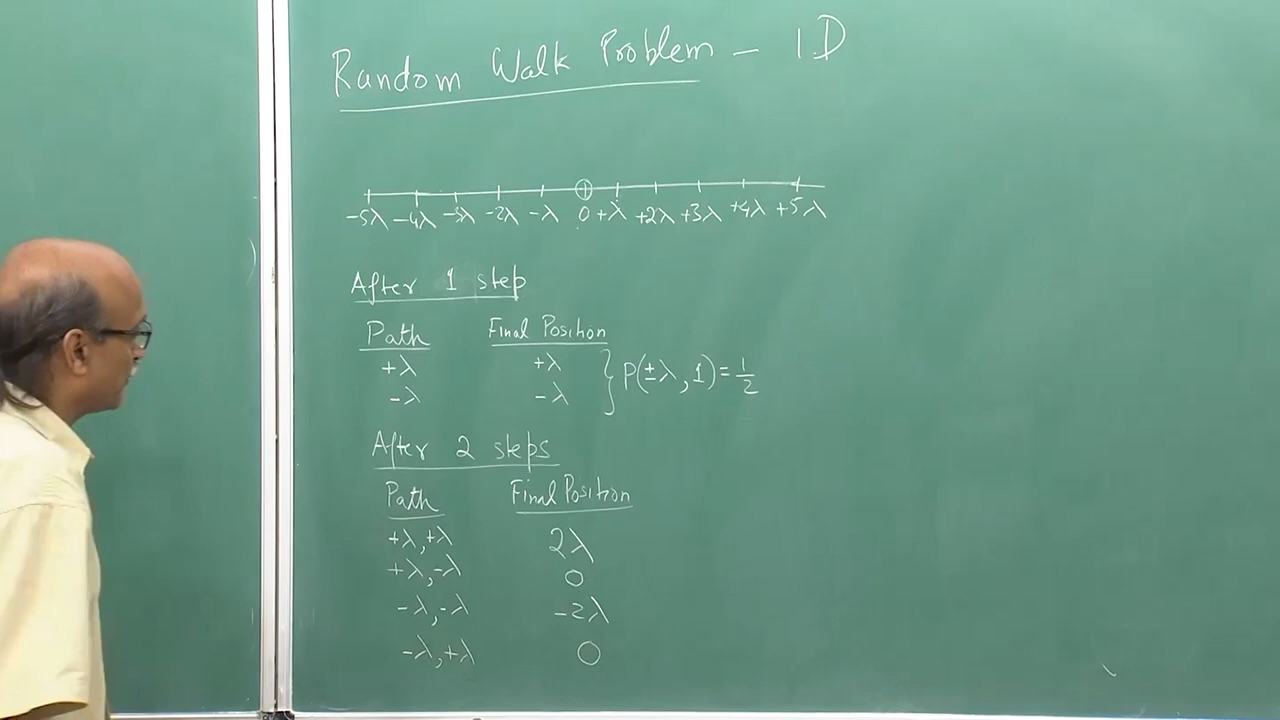 Random Walk Problem - 1D
-5λ -4λ -3λ -2λ -λ 0 +λ +2λ +3λ +4λ +5λ
After 1 step
Path Final Position
+λ +λ
-λ -λ } P(±λ, 1) = 1/2
After 2 steps
Path Final Position
+λ,+λ 2λ
+λ,-λ 0
-λ,-λ -2λ
-λ,+λ 0